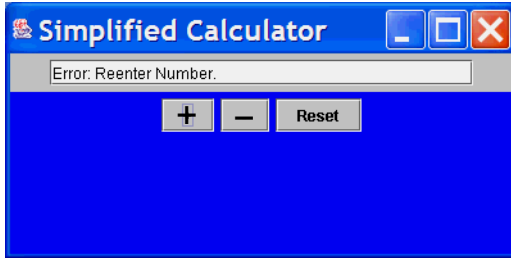 Simplified Calculator
Error: Reenter Number.
+ − Reset